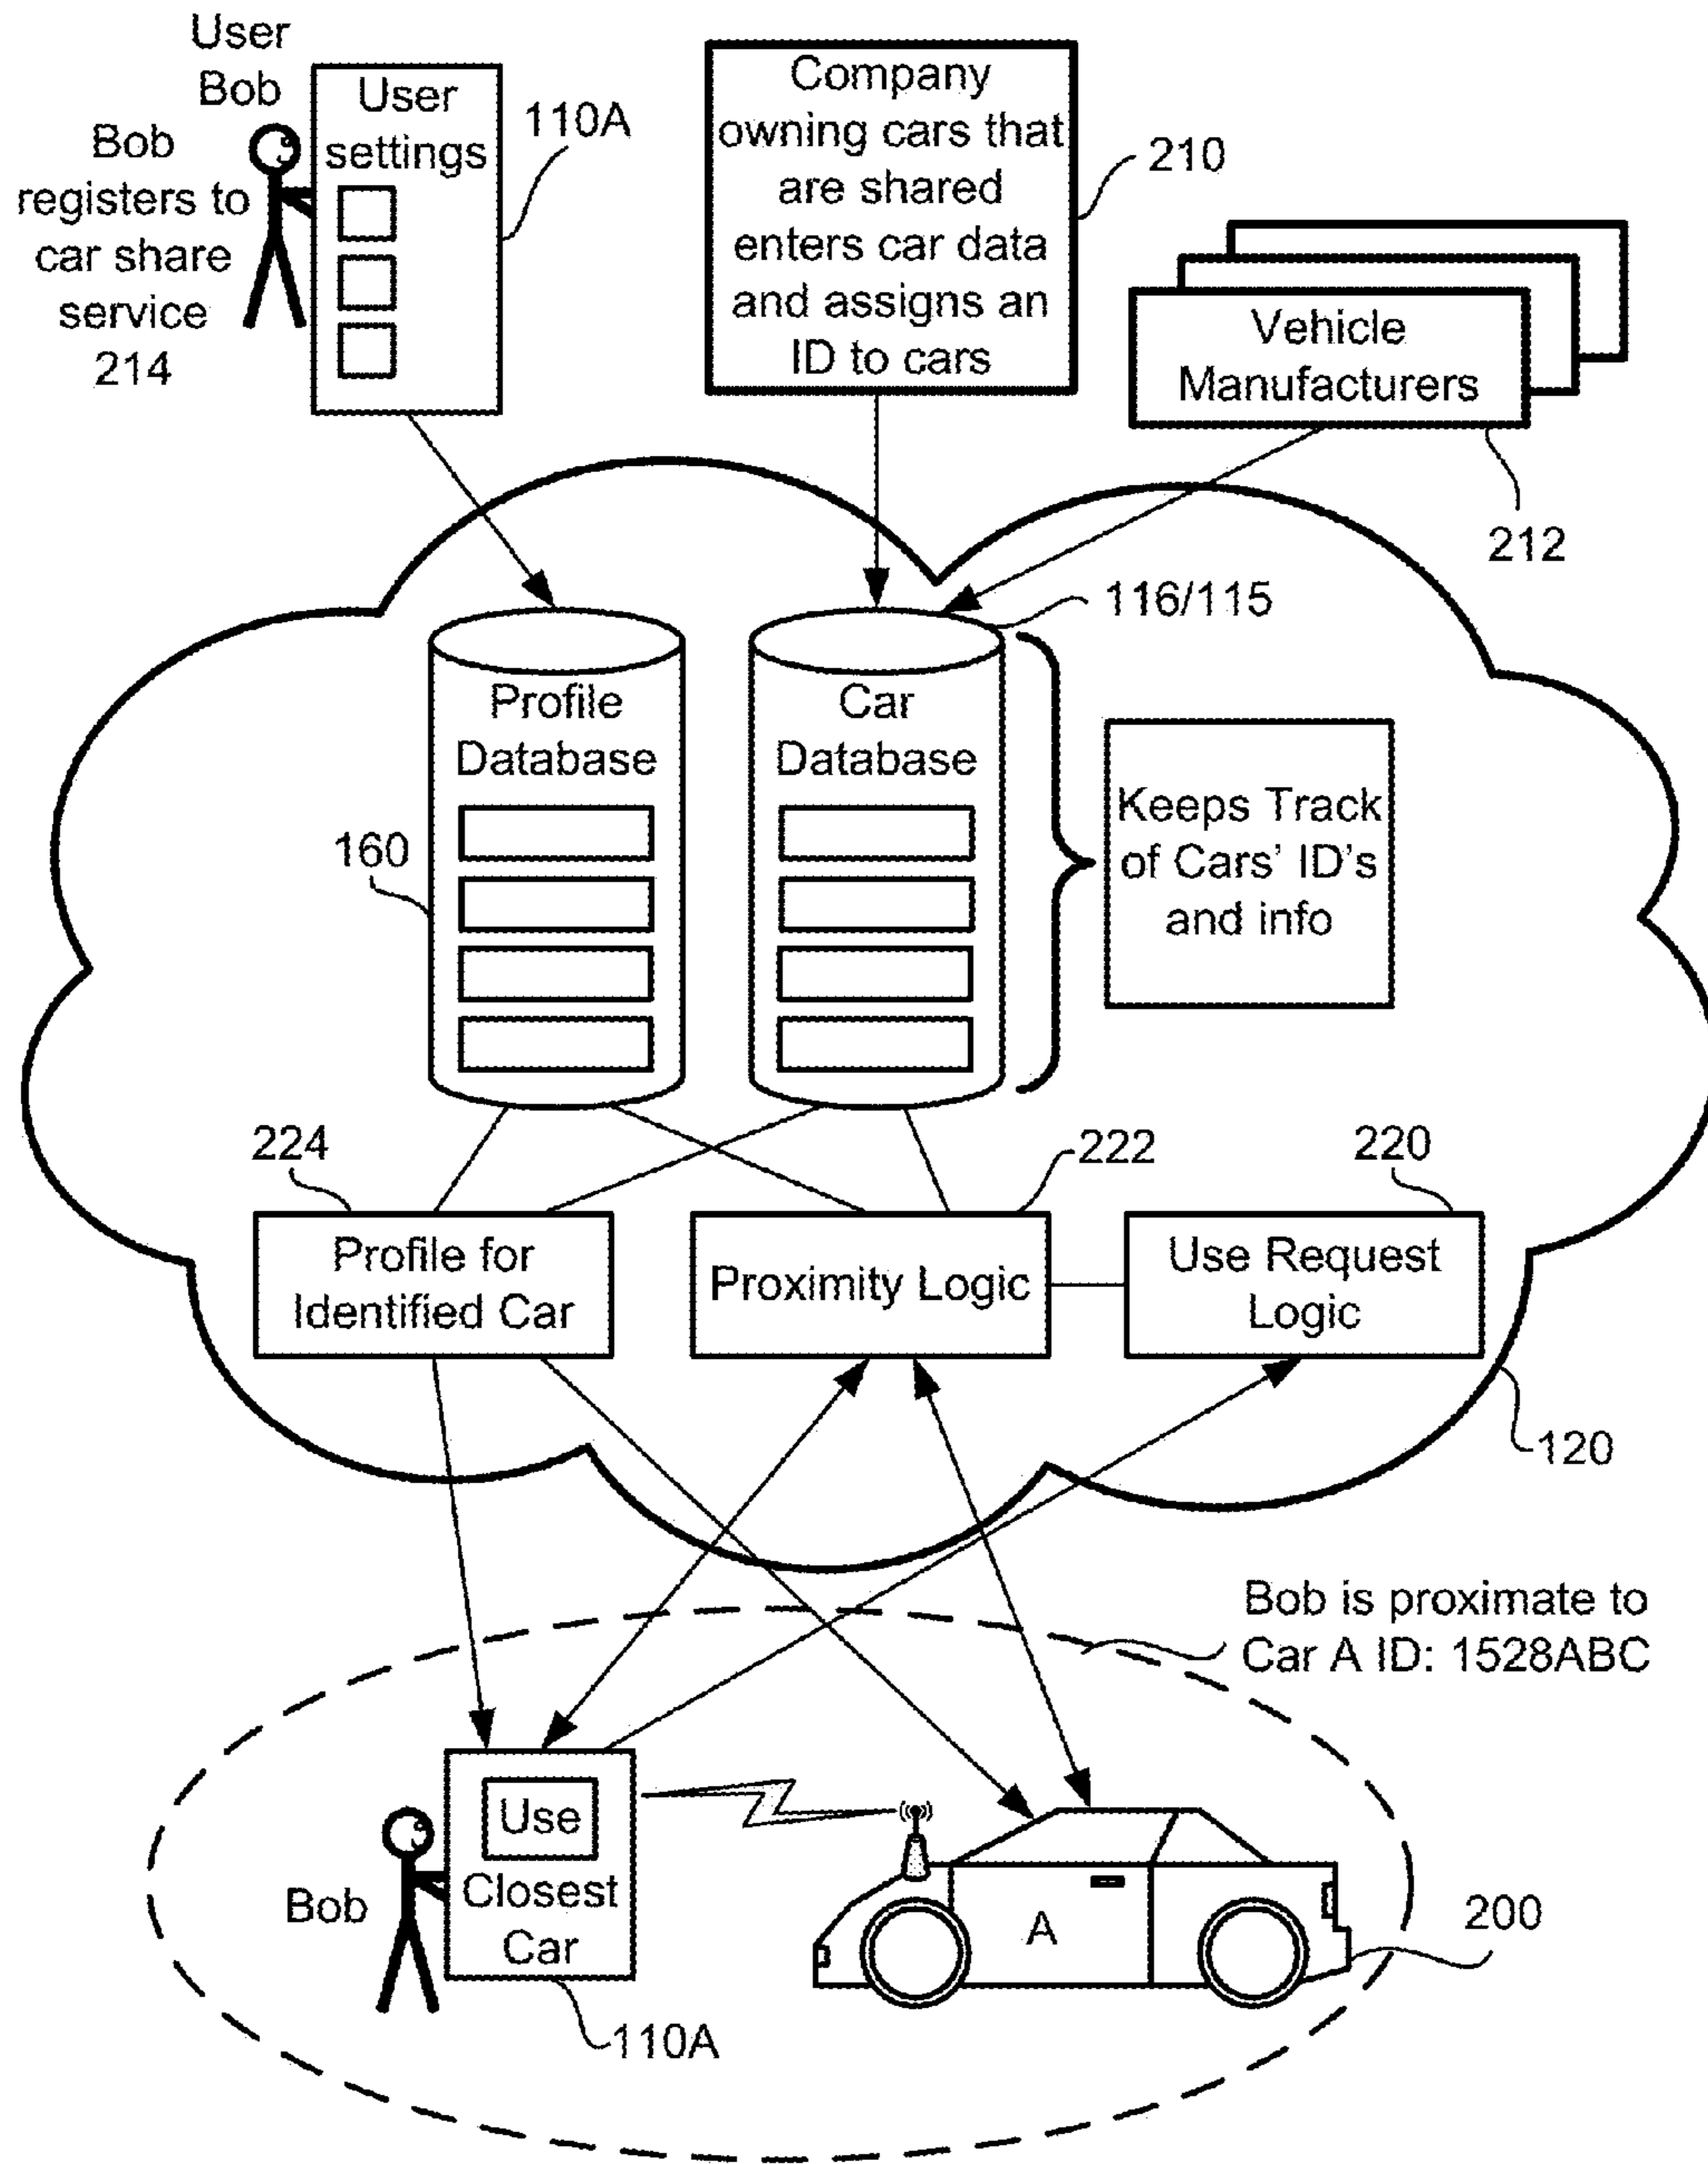 User
Bob
Bob
registers to
car share
service
214
User
settings
110A
Company
owning cars that
are shared
enters car data
and assigns an
ID to cars
210
Vehicle
Manufacturers
212
116/115
Profile
Database
160
Car
Database
Keeps Track
of Cars' ID's
and info
224
222
220
Profile for
Identified Car
Proximity Logic
Use Request
Logic
120
Bob is proximate to
Car A ID: 1528ABC
Use
Closest
Car
Bob
A
200
110A